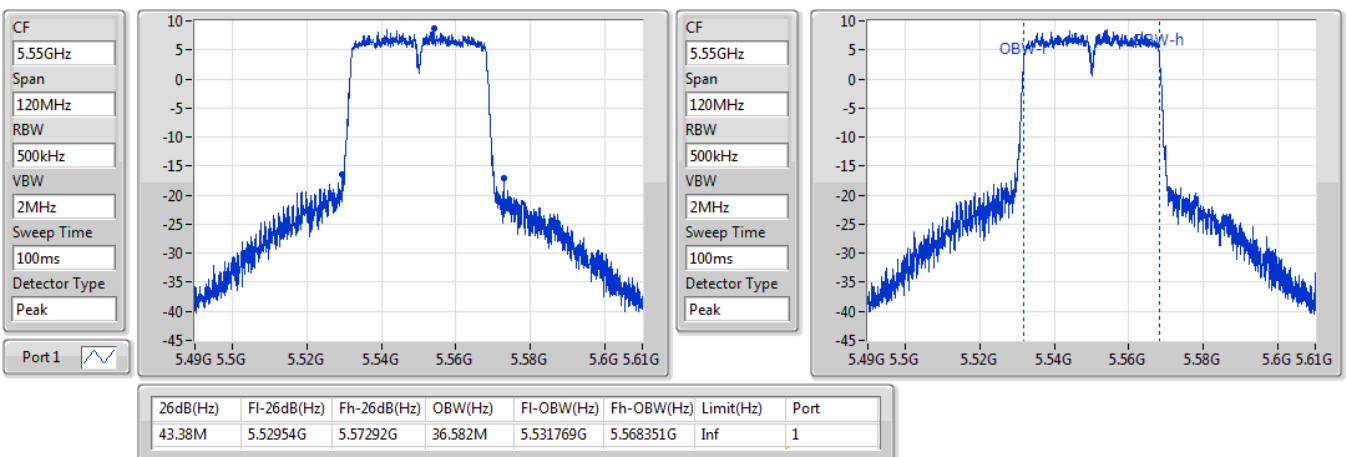 CF
5.55GHz
Span
120MHz
RBW
500kHz
VBW
2MHz
Sweep Time
100ms
Detector Type
Peak
Port 1
10
5
0
-5
-10
-15
-20
-25
-30
-35
-40
-45
5.49G 5.5G 5.52G 5.54G 5.56G 5.58G 5.6G 5.61G
CF
5.55GHz
Span
120MHz
RBW
500kHz
VBW
2MHz
Sweep Time
100ms
Detector Type
Peak
10
5
0
-5
-10
-15
-20
-25
-30
-35
-40
-45
5.49G 5.5G 5.52G 5.54G 5.56G 5.58G 5.6G 5.61G
26dB(Hz) Fl-26dB(Hz) Fh-26dB(Hz) OBW(Hz) Fl-OBW(Hz) Fh-OBW(Hz) Limit(Hz) Port
43.38M 5.52954G 5.57292G 36.582M 5.531769G 5.568351G Inf 1